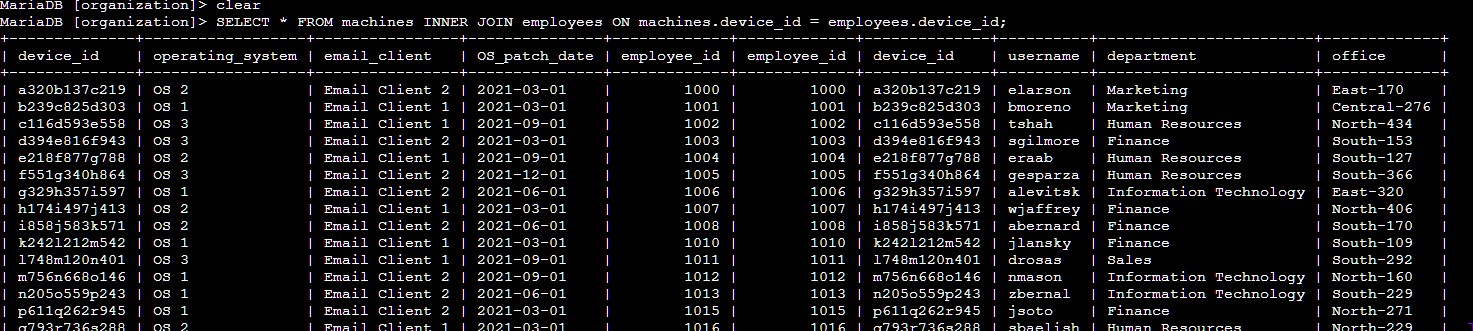 MariaDB [organization]> clear
MariaDB [organization]> SELECT * FROM machines INNER JOIN employees ON machines.device_id = employees.device_id;
+--------------+------------------+----------------+---------------+-------------+-------------+--------------+----------+------------------------+-------------+
| device_id | operating_system | email_client | OS_patch_date | employee_id | employee_id | device_id | username | department | office |
+--------------+------------------+----------------+---------------+-------------+-------------+--------------+----------+------------------------+-------------+
| a320b137c219 | OS 2 | Email Client 2 | 2021-03-01 | 1000 | 1000 | a320b137c219 | elarson | Marketing | East-170 |
| b239c825d303 | OS 1 | Email Client 1 | 2021-03-01 | 1001 | 1001 | b239c825d303 | bmoreno | Marketing | Central-276 |
| c116d593e558 | OS 3 | Email Client 1 | 2021-09-01 | 1002 | 1002 | c116d593e558 | tshah | Human Resources | North-434 |
| d394e816f943 | OS 3 | Email Client 2 | 2021-03-01 | 1003 | 1003 | d394e816f943 | sgilmore | Finance | South-153 |
| e218f877g788 | OS 2 | Email Client 1 | 2021-09-01 | 1004 | 1004 | e218f877g788 | eraab | Human Resources | South-127 |
| f551g340h864 | OS 3 | Email Client 2 | 2021-12-01 | 1005 | 1005 | f551g340h864 | gesparza | Human Resources | South-366 |
| g329h357i597 | OS 1 | Email Client 2 | 2021-06-01 | 1006 | 1006 | g329h357i597 | alevitsk | Information Technology | East-320 |
| h174i497j413 | OS 2 | Email Client 1 | 2021-03-01 | 1007 | 1007 | h174i497j413 | wjaffrey | Finance | North-406 |
| i858j583k571 | OS 2 | Email Client 2 | 2021-06-01 | 1008 | 1008 | i858j583k571 | abernard | Finance | South-170 |
| k242l212m542 | OS 1 | Email Client 1 | 2021-03-01 | 1010 | 1010 | k242l212m542 | jlansky | Finance | South-109 |
| l748m120n401 | OS 3 | Email Client 1 | 2021-09-01 | 1011 | 1011 | l748m120n401 | drosas | Sales | South-292 |
| m756n668o146 | OS 1 | Email Client 2 | 2021-09-01 | 1012 | 1012 | m756n668o146 | nmason | Information Technology | North-160 |
| n205o559p243 | OS 1 | Email Client 2 | 2021-06-01 | 1013 | 1013 | n205o559p243 | zbernal | Information Technology | South-229 |
| p611q262r945 | OS 1 | Email Client 2 | 2021-03-01 | 1015 | 1015 | p611q262r945 | jsoto | Finance | North-271 |
| q793r736s288 | OS 2 | Email Client 1 | 2021-03-01 | 1016 | 1016 | q793r736s288 | sbaelish | Human Resources | North-229 |